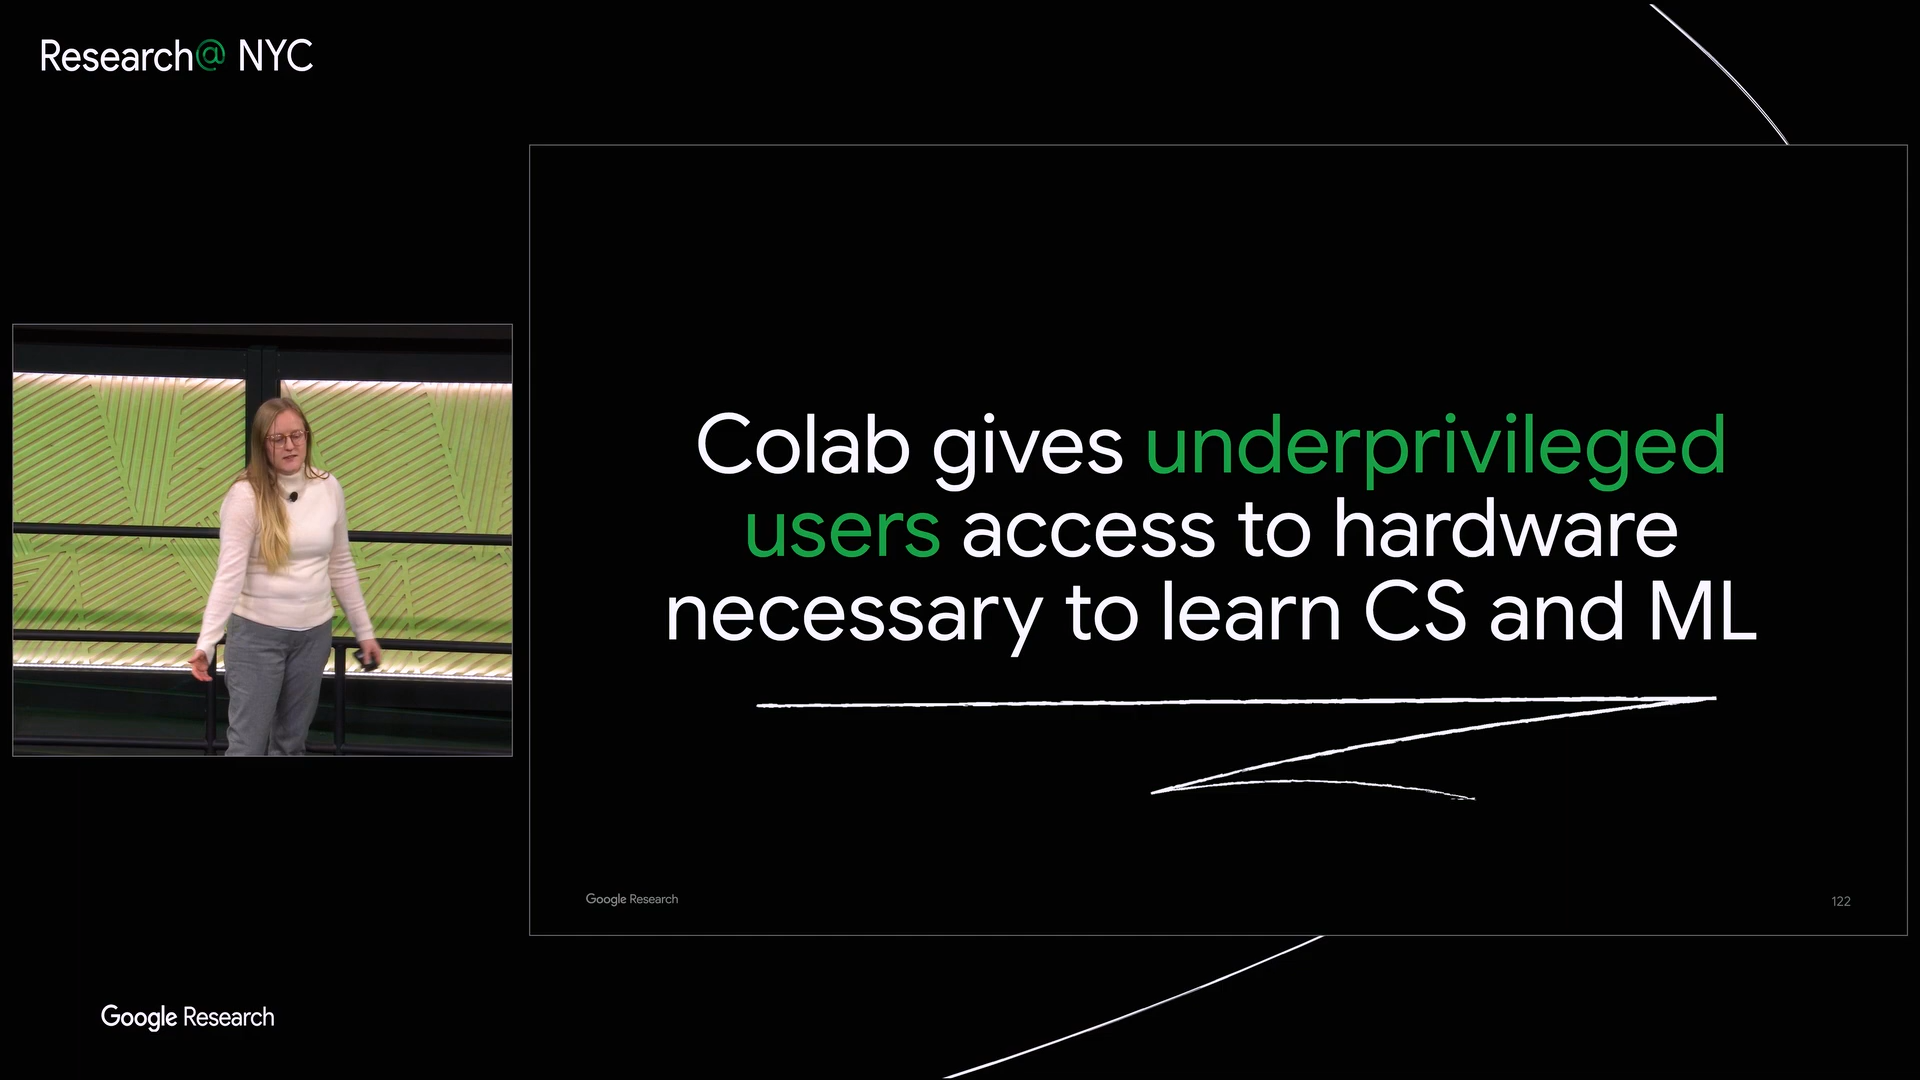 Research@ NYC
Colab gives underprivileged
users access to hardware
necessary to learn CS and ML
Google Research
122
Google Research